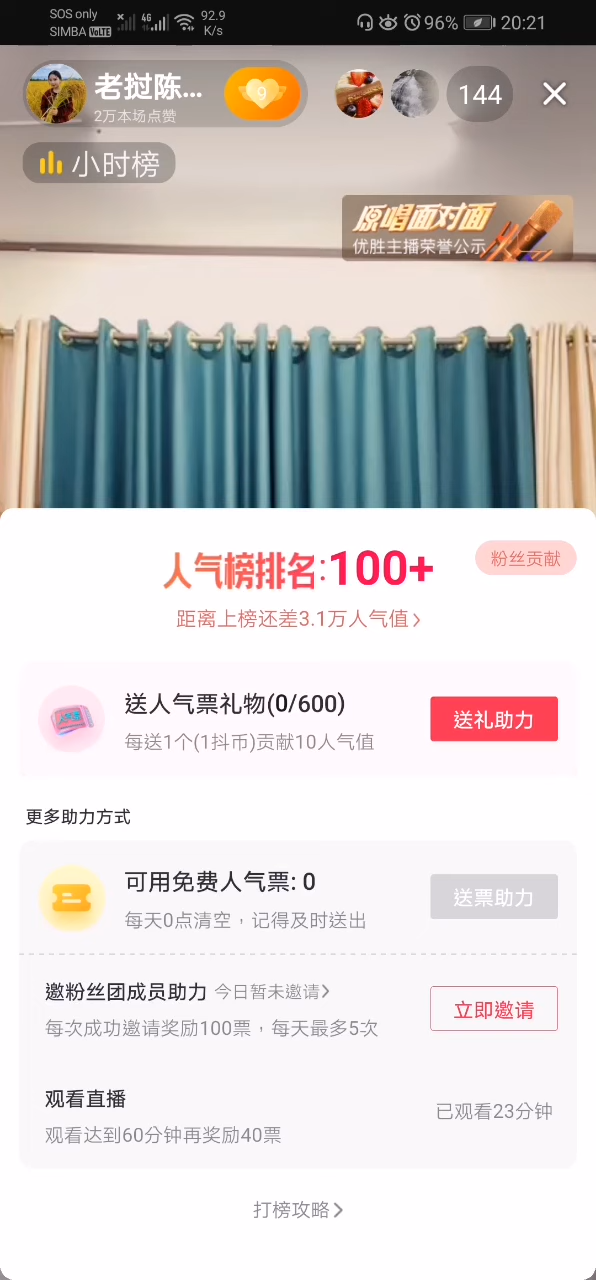 SOS only
SIMBA VoLTE
4G
92.9
K/s
96%
20:21
老挝陈...
2万本场点赞
9
144
小时榜
原唱面对面
优胜主播荣誉公示
人气榜排名:100+
粉丝贡献
距离上榜还差3.1万人气值
人气票
送人气票礼物(0/600)
每送1个(1抖币)贡献10人气值
送礼助力
更多助力方式
可用免费人气票: 0
每天0点清空，记得及时送出
送票助力
邀粉丝团成员助力 今日暂未邀请
每次成功邀请奖励100票，每天最多5次
立即邀请
观看直播
观看达到60分钟再奖励40票
已观看23分钟
打榜攻略